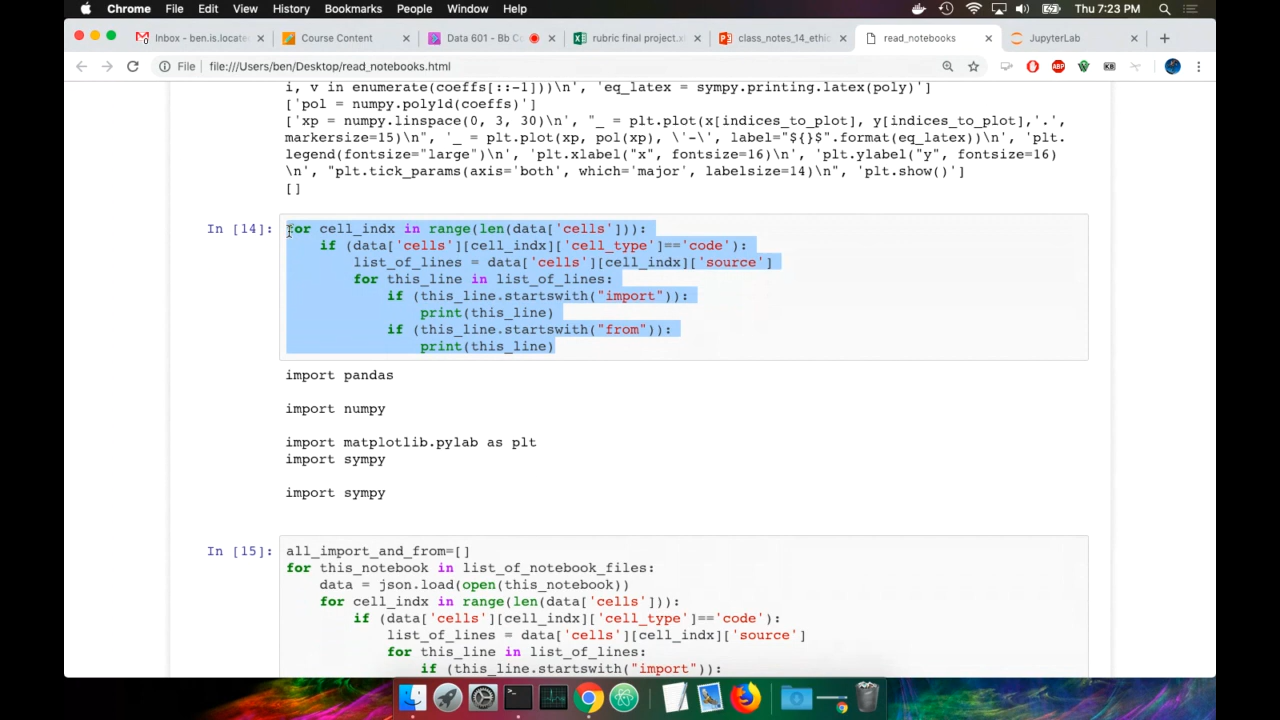 Chrome File Edit View History Bookmarks People Window Help Thu 7:23 PM
Inbox - ben.is.locate Course Content Data 601 - Bb C rubric final project.xl class_notes_14_ethic read_notebooks JupyterLab
File file:///Users/ben/Desktop/read_notebooks.html ABP KB
i, v in enumerate(coeffs[::-1]))\n', 'eq_latex = sympy.printing.latex(poly)']
['pol = numpy.poly1d(coeffs)']
['xp = numpy.linspace(0, 3, 30)\n', "_ = plt.plot(x[indices_to_plot], y[indices_to_plot],'.',
markersize=15)\n", '_ = plt.plot(xp, pol(xp), \'-\', label="${}$".format(eq_latex))\n', 'plt.
legend(fontsize="large")\n', 'plt.xlabel("x", fontsize=16)\n', 'plt.ylabel("y", fontsize=16)
\n', "plt.tick_params(axis='both', which='major', labelsize=14)\n", 'plt.show()']
[]
In [14]: for cell_indx in range(len(data['cells'])):
if (data['cells'][cell_indx]['cell_type']=='code'):
list_of_lines = data['cells'][cell_indx]['source']
for this_line in list_of_lines:
if (this_line.startswith("import")):
print(this_line)
if (this_line.startswith("from")):
print(this_line)
import pandas
import numpy
import matplotlib.pylab as plt
import sympy
import sympy
In [15]: all_import_and_from=[]
for this_notebook in list_of_notebook_files:
data = json.load(open(this_notebook))
for cell_indx in range(len(data['cells'])):
if (data['cells'][cell_indx]['cell_type']=='code'):
list_of_lines = data['cells'][cell_indx]['source']
for this_line in list_of_lines:
if (this_line.startswith("import")):